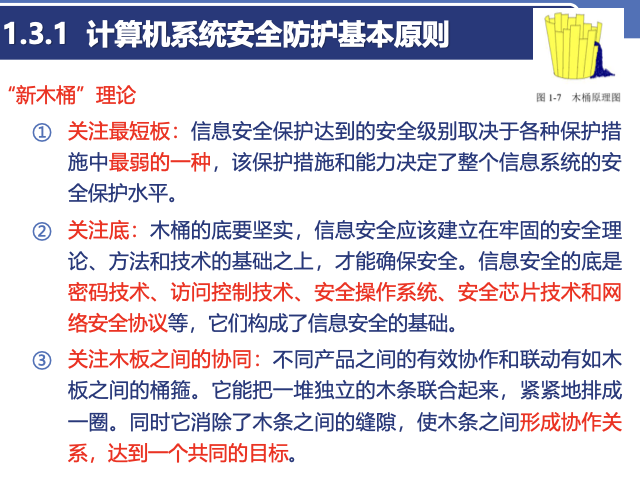 1.3.1 计算机系统安全防护基本原则
图 1-7 木桶原理图
“新木桶”理论
① 关注最短板：信息安全保护达到的安全级别取决于各种保护措
施中最弱的一种，该保护措施和能力决定了整个信息系统的安
全保护水平。
② 关注底：木桶的底要坚实，信息安全应该建立在牢固的安全理
论、方法和技术的基础之上，才能确保安全。信息安全的底是
密码技术、访问控制技术、安全操作系统、安全芯片技术和网
络安全协议等，它们构成了信息安全的基础。
③ 关注木板之间的协同：不同产品之间的有效协作和联动有如木
板之间的桶箍。它能把一堆独立的木条联合起来，紧紧地排成
一圈。同时它消除了木条之间的缝隙，使木条之间形成协作关
系，达到一个共同的目标。